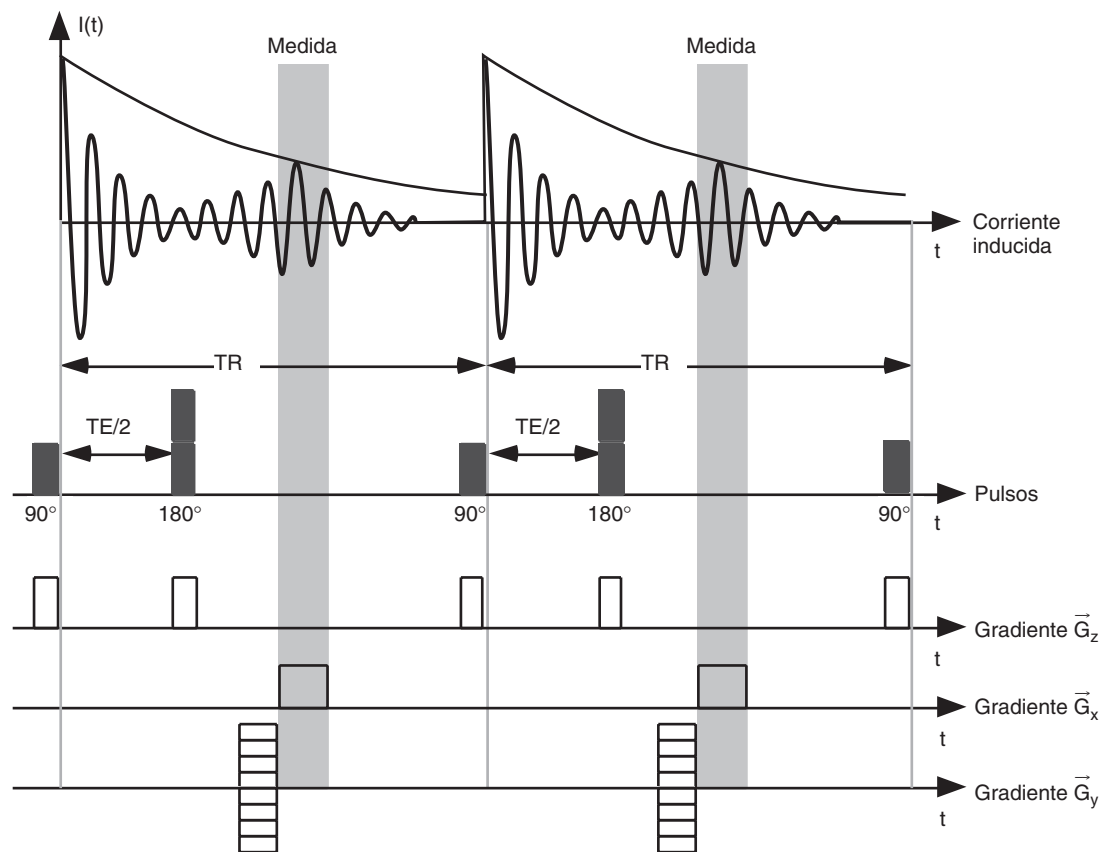 I(t)
Medida
Medida
Corriente
inducida
t
TR
TR
TE/2
TE/2
Pulsos
90°
180°
90°
180°
90°
t
Gradiente G⃗z
t
Gradiente G⃗x
t
Gradiente G⃗y
t